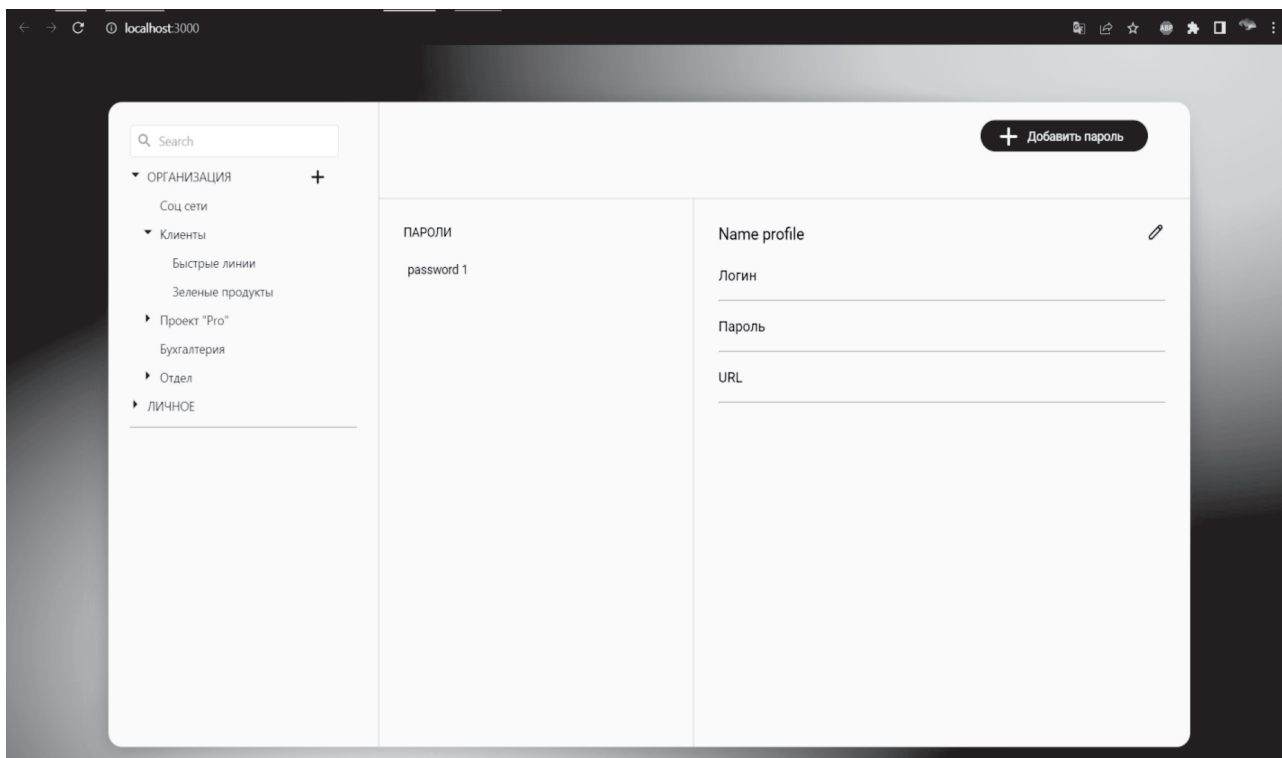 localhost:3000
Search
+ Добавить пароль
ОРГАНИЗАЦИЯ +
Соц сети
Клиенты
Быстрые линии
Зеленые продукты
Проект "Pro"
Бухгалтерия
Отдел
ЛИЧНОЕ
ПАРОЛИ
password 1
Name profile
Логин
Пароль
URL